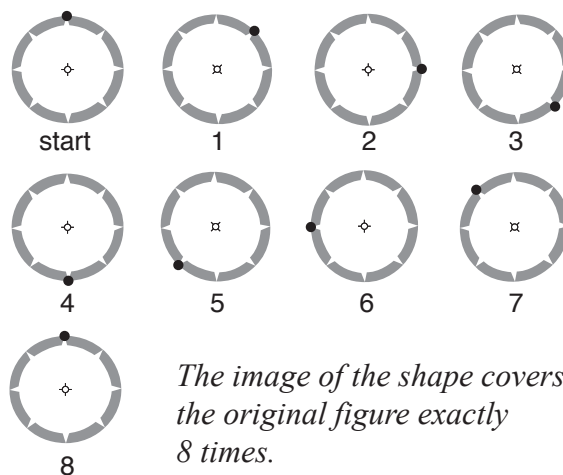 start
1
2
3
4
5
6
7
8
The image of the shape covers
the original figure exactly
8 times.